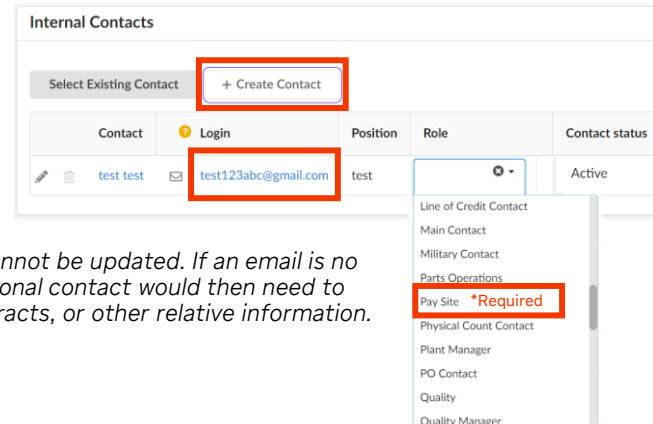 Internal Contacts
Select Existing Contact + Create Contact
Contact ? Login Position Role Contact status
test test test123abc@gmail.com test Active
Line of Credit Contact
Main Contact
Military Contact
Parts Operations
Pay Site *Required
Physical Count Contact
Plant Manager
PO Contact
Quality
Quality Manager
nnot be updated. If an email is no
onal contact would then need to
racts, or other relative information.